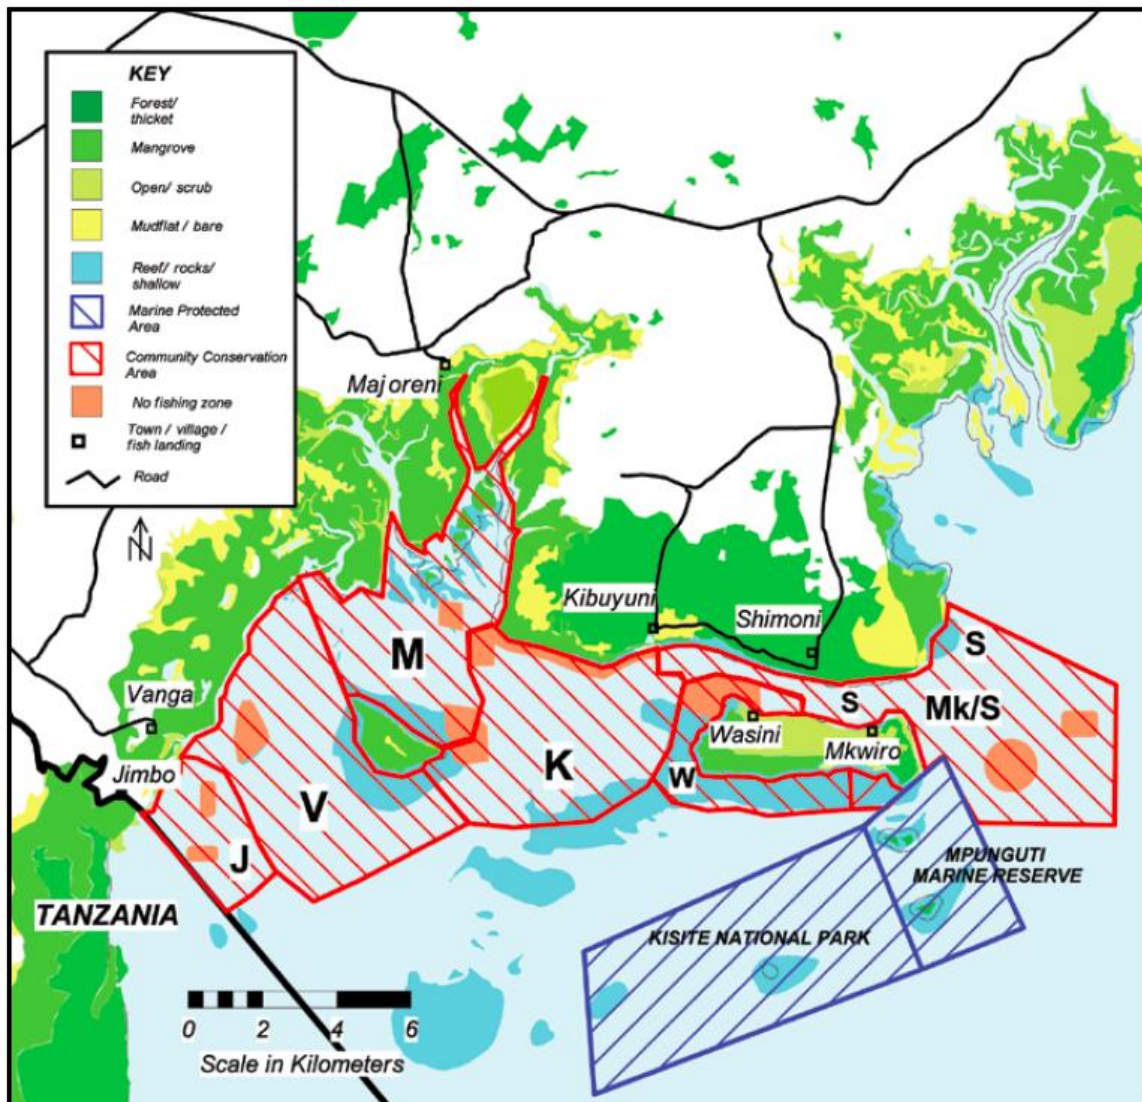 KEY
Forest/
thicket
Mangrove
Open/ scrub
Mudflat / bare
Reef/ rocks/
shallow
Marine Protected
Area
Community Conservation
Area
No fishing zone
Town / village /
fish landing
Road
N
Majoreni
Kibuyuni
Shimoni
M
S
S
Mk/S
Vanga
Wasini
Mkwiro
Jimbo
K
W
V
J
MPUNGUTI
MARINE RESERVE
TANZANIA
KISITE NATIONAL PARK
0 2 4 6
Scale in Kilometers